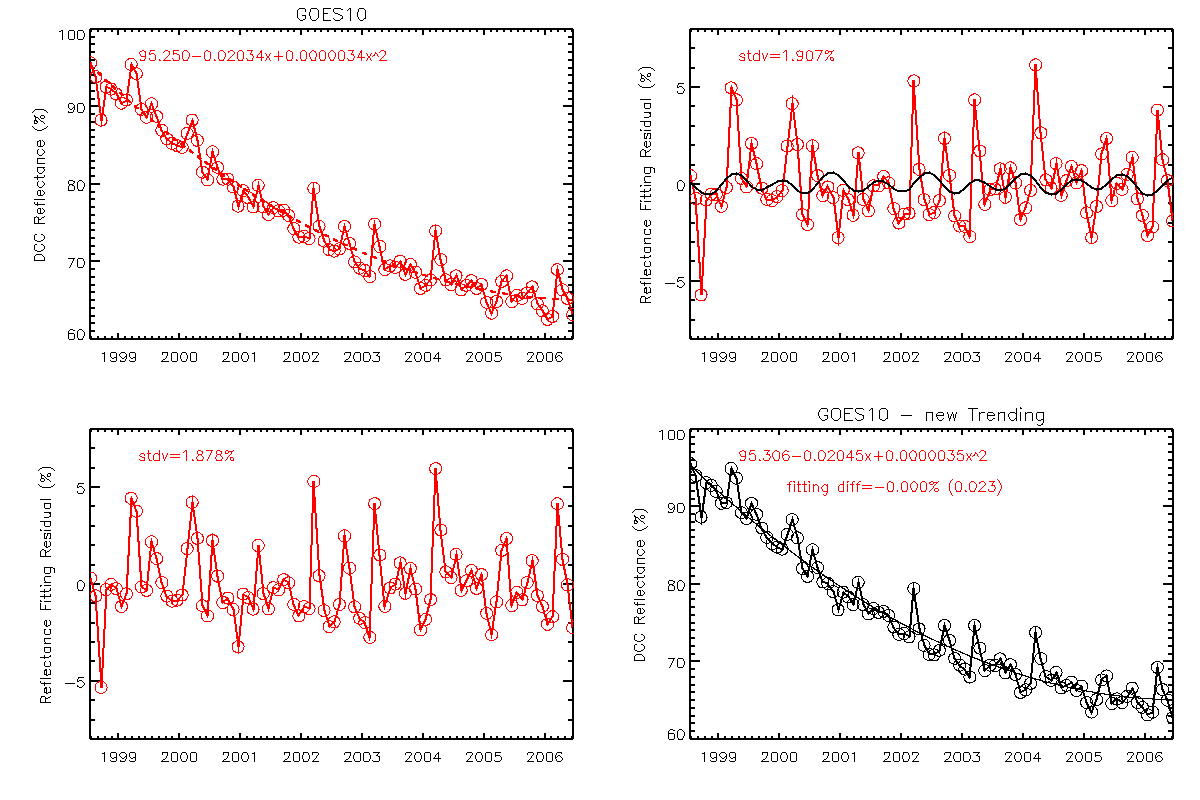 GOES10
95.250−0.02034x+0.0000034x^2
DCC Reflectance (%)
100
90
80
70
60
1999 2000 2001 2002 2003 2004 2005 2006
stdv=1.907%
Reflectance Fitting Residual (%)
5
0
−5
1999 2000 2001 2002 2003 2004 2005 2006
stdv=1.878%
Reflectance Fitting Residual (%)
5
0
−5
1999 2000 2001 2002 2003 2004 2005 2006
GOES10 − new Trending
95.306−0.02045x+0.0000035x^2
fitting diff=−0.000% (0.023)
DCC Reflectance (%)
100
90
80
70
60
1999 2000 2001 2002 2003 2004 2005 2006